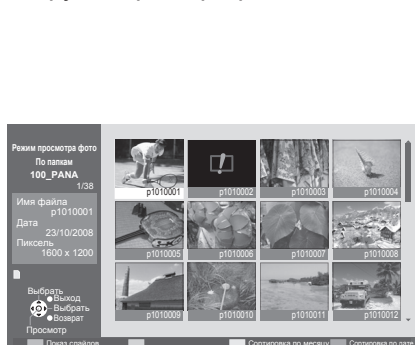 Режим просмотра фото
По папкам
100_PANA
1/38
Имя файла
p1010001
Дата
23/10/2008
Пиксель
1600 x 1200
Выбрать
Выход
Выбрать
Возврат
Просмотр
p1010001
p1010002
p1010003
p1010004
p1010005
p1010006
p1010007
p1010008
p1010009
p1010010
p1010011
p1010012
Показ слайдов
Сортировка по месяцу
Сортировка по дате